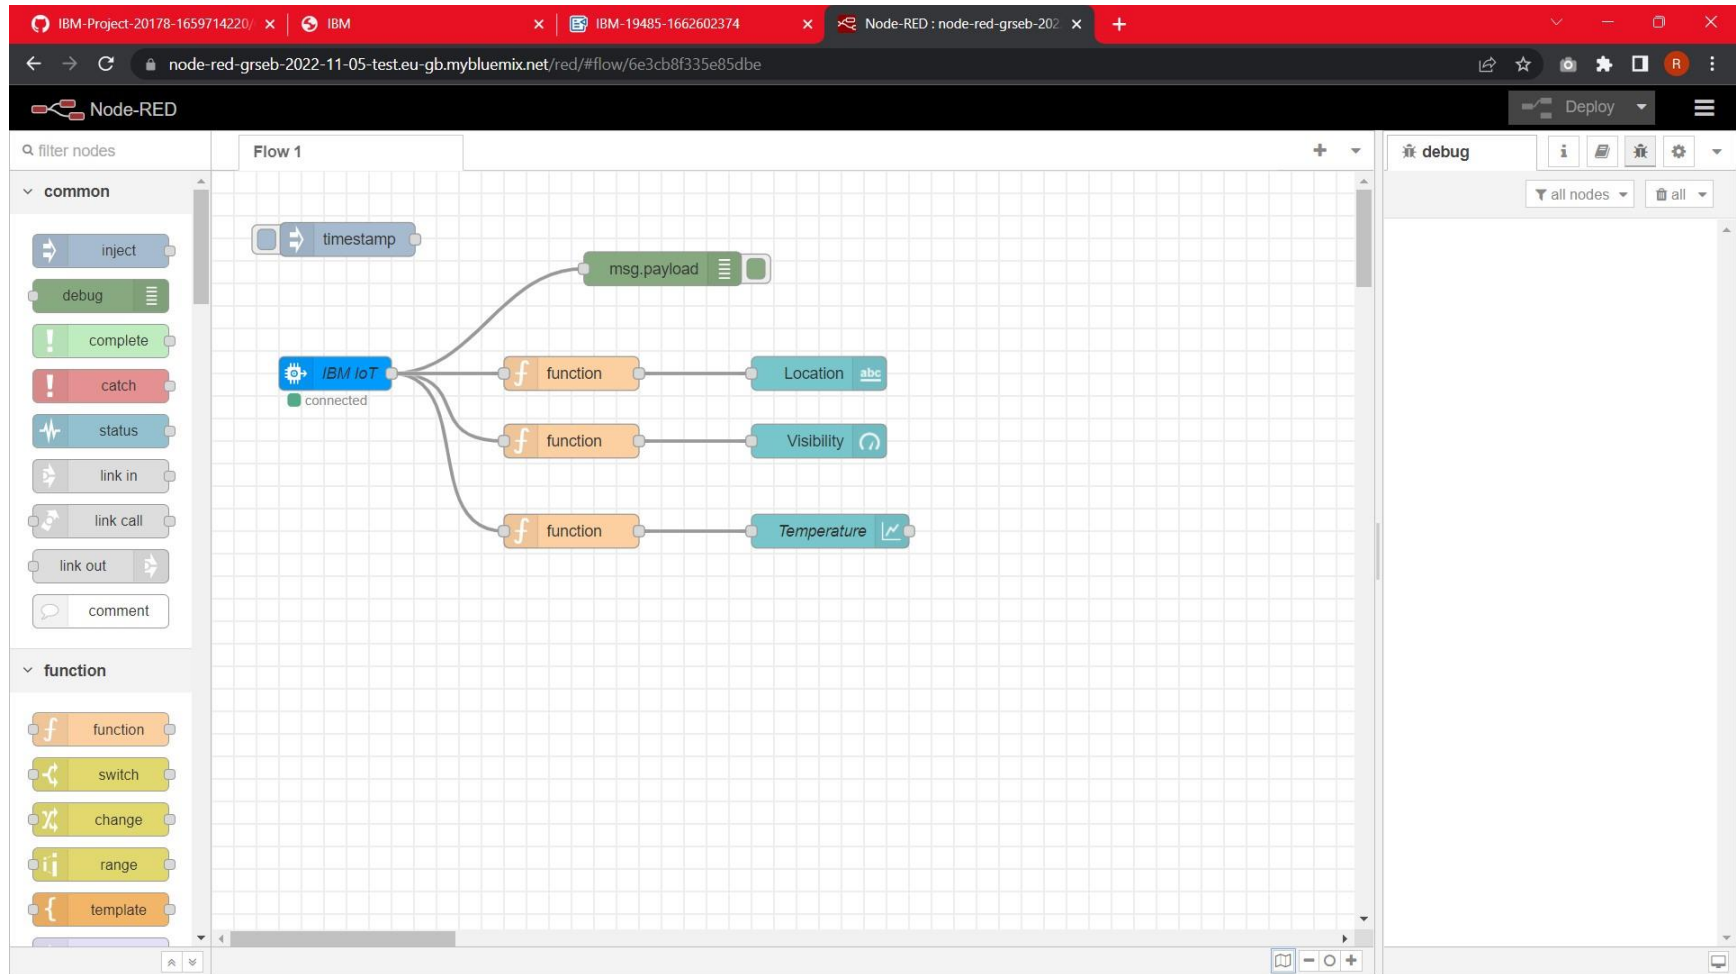 IBM-Project-20178-1659714220/
IBM
IBM-19485-1662602374
Node-RED : node-red-grseb-202
node-red-grseb-2022-11-05-test.eu-gb.mybluemix.net/red/#flow/6e3cb8f335e85dbe
R
Node-RED
Deploy
filter nodes
Flow 1
debug
i
all nodes
all
common
inject
debug
complete
catch
status
link in
link call
link out
comment
function
function
switch
change
range
template
timestamp
msg.payload
IBM IoT
connected
function
Location
abc
function
Visibility
function
Temperature